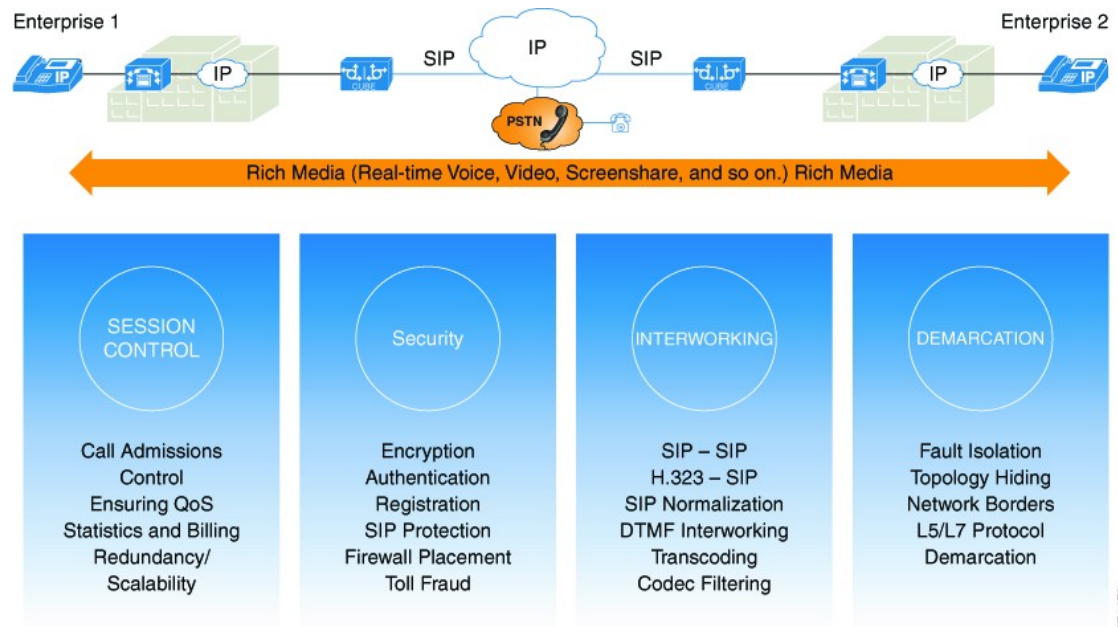 Enterprise 1
Enterprise 2
IP
IP
CUBE
SIP
IP
SIP
CUBE
IP
IP
PSTN
Rich Media (Real-time Voice, Video, Screenshare, and so on.) Rich Media
SESSION
CONTROL
Call Admissions
Control
Ensuring QoS
Statistics and Billing
Redundancy/
Scalability
Security
Encryption
Authentication
Registration
SIP Protection
Firewall Placement
Toll Fraud
INTERWORKING
SIP – SIP
H.323 – SIP
SIP Normalization
DTMF Interworking
Transcoding
Codec Filtering
DEMARCATION
Fault Isolation
Topology Hiding
Network Borders
L5/L7 Protocol
Demarcation